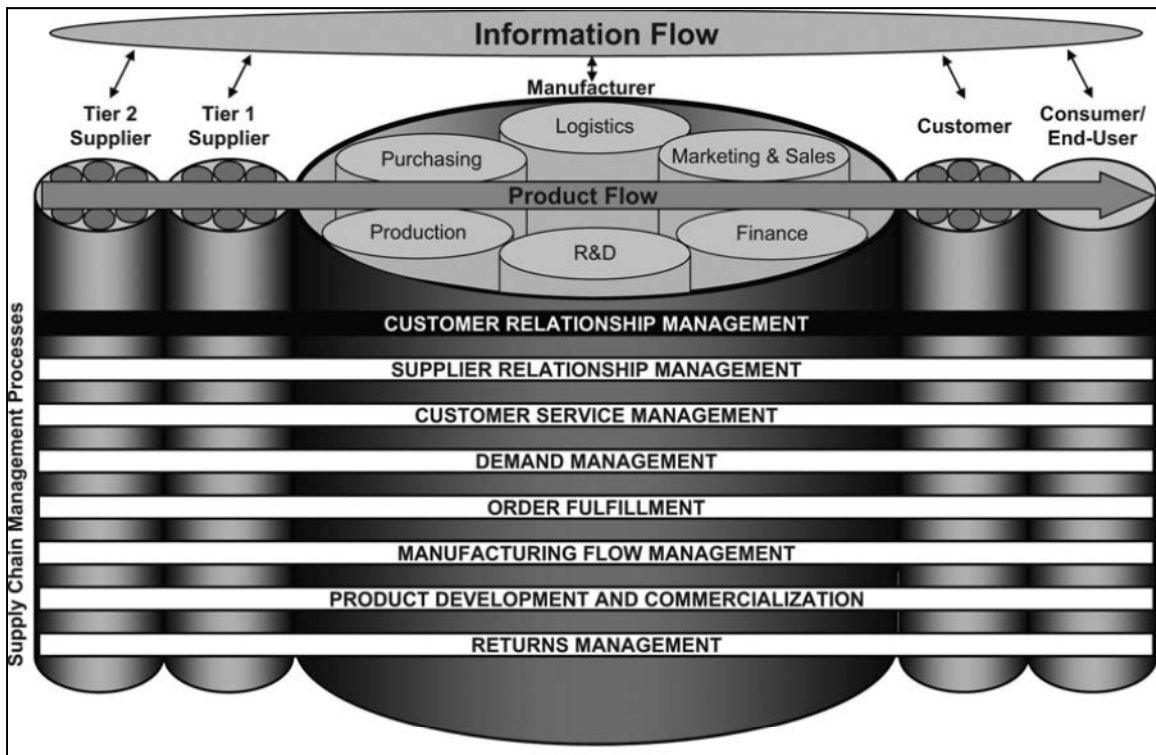 Information Flow
Manufacturer
Tier 2
Supplier
Tier 1
Supplier
Customer
Consumer/
End-User
Logistics
Purchasing
Marketing & Sales
Product Flow
Production
R&D
Finance
Supply Chain Management Processes
CUSTOMER RELATIONSHIP MANAGEMENT
SUPPLIER RELATIONSHIP MANAGEMENT
CUSTOMER SERVICE MANAGEMENT
DEMAND MANAGEMENT
ORDER FULFILLMENT
MANUFACTURING FLOW MANAGEMENT
PRODUCT DEVELOPMENT AND COMMERCIALIZATION
RETURNS MANAGEMENT